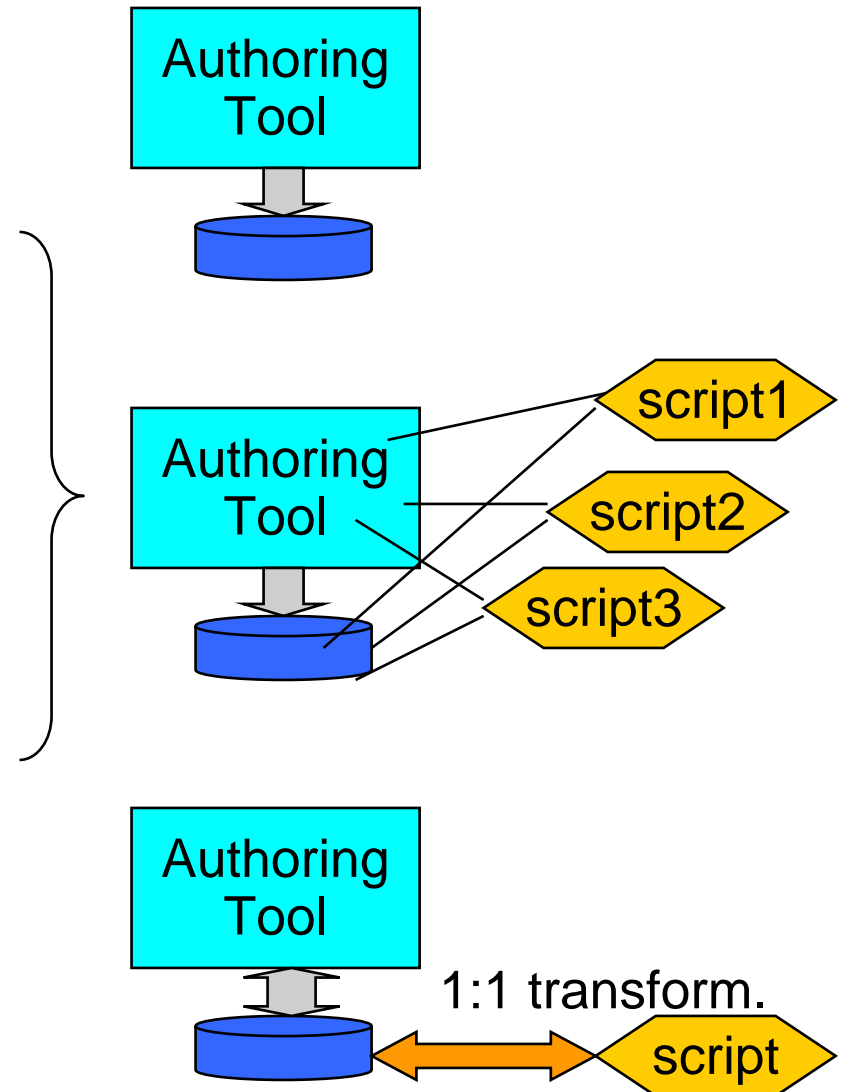 Authoring
Tool
script1
Authoring
Tool
script2
script3
Authoring
Tool
1:1 transform.
script